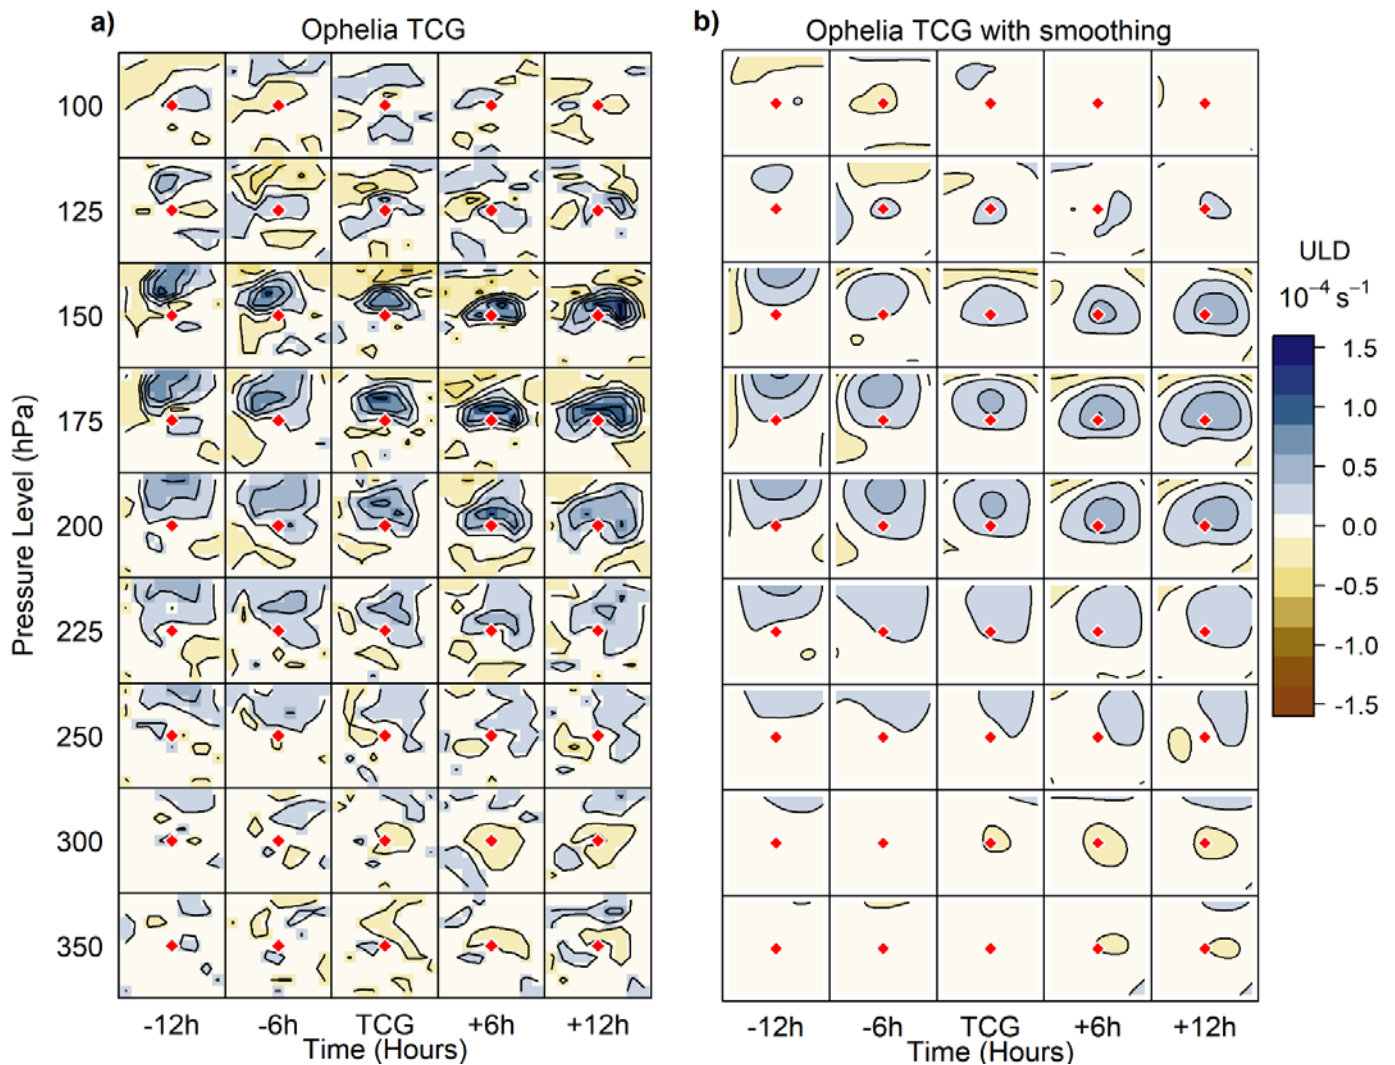 a)
Ophelia TCG
b)
Ophelia TCG with smoothing
Pressure Level (hPa)
100
125
150
175
200
225
250
300
350
-12h
-6h
TCG
+6h
+12h
Time (Hours)
-12h
-6h
TCG
+6h
+12h
Time (Hours)
ULD
10⁻⁴ s⁻¹
1.5
1.0
0.5
0.0
-0.5
-1.0
-1.5